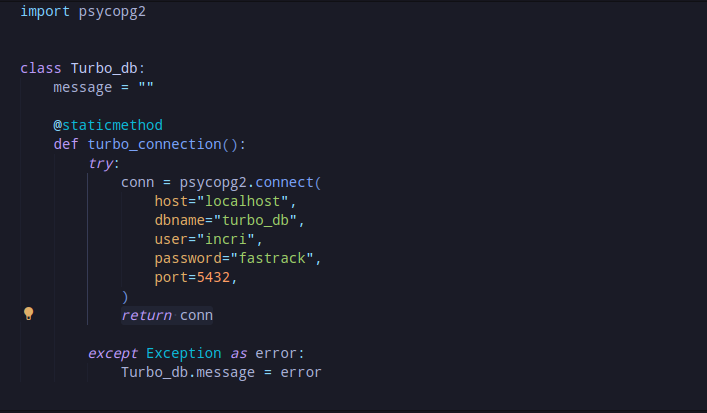 import psycopg2
class Turbo_db:
    message = ""
    @staticmethod
    def turbo_connection():
        try:
            conn = psycopg2.connect(
                host="localhost",
                dbname="turbo_db",
                user="incri",
                password="fastrack",
                port=5432,
            )
            return conn
        except Exception as error:
            Turbo_db.message = error